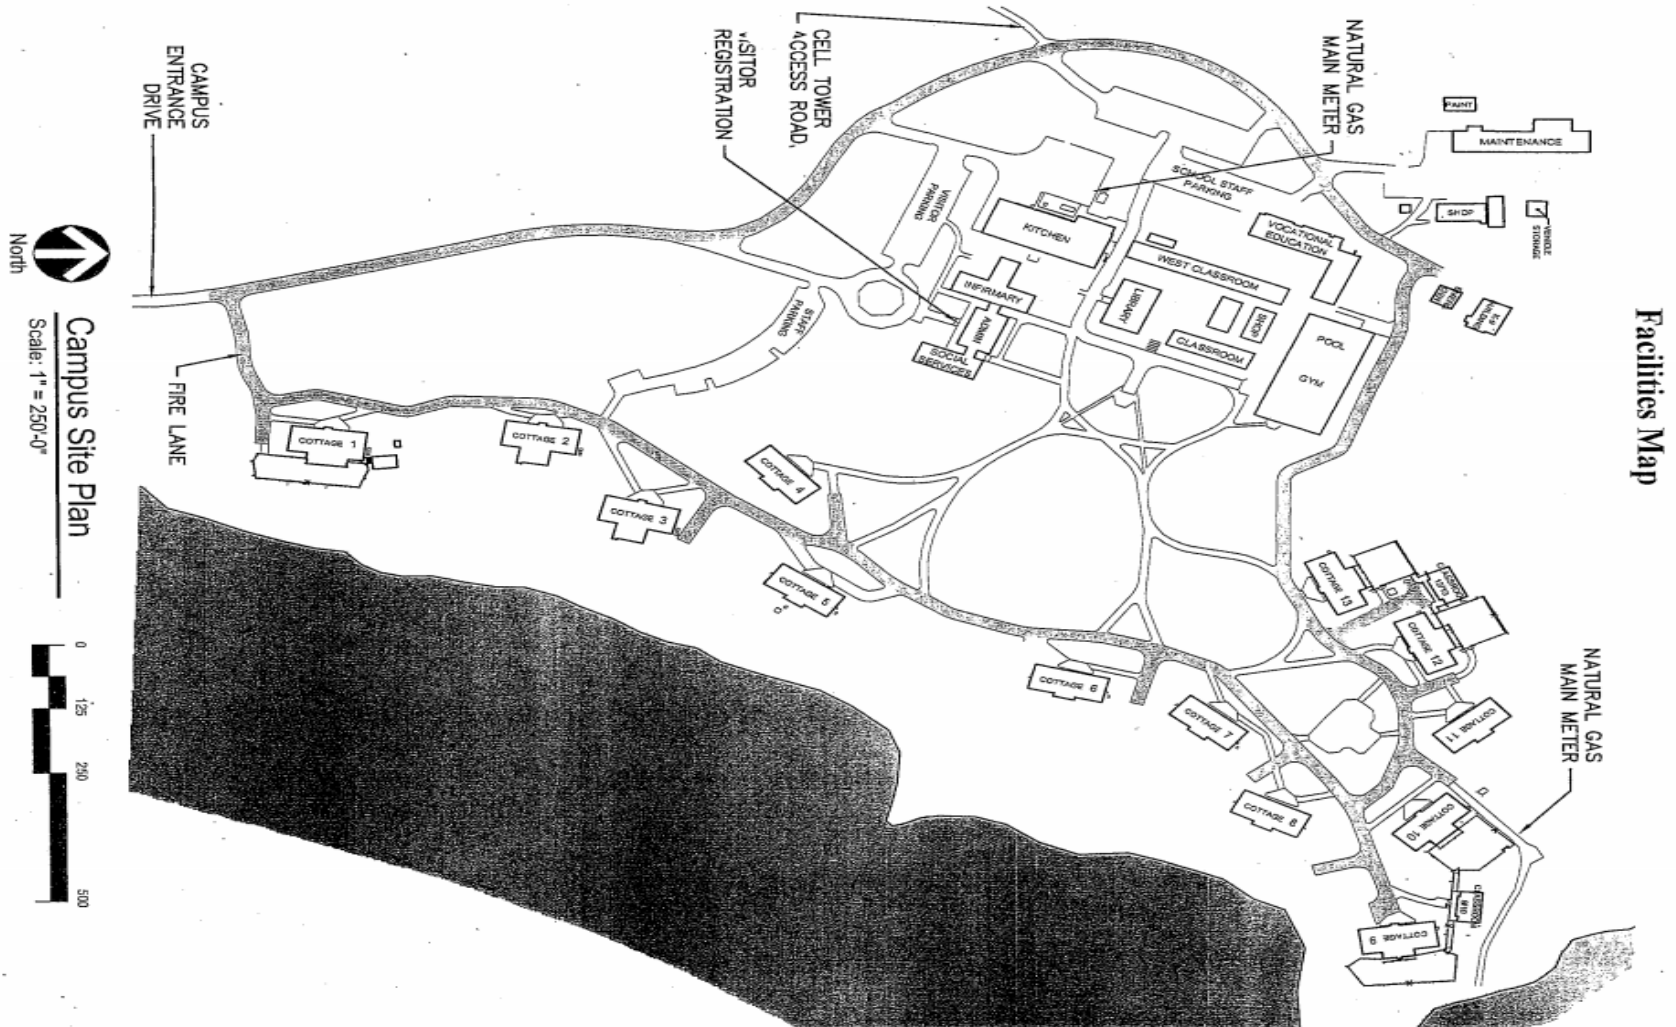 Facilities Map
NATURAL GAS
MAIN METER
CELL TOWER
ACCESS ROAD,
VISITOR
REGISTRATION
CAMPUS
ENTRANCE
DRIVE
FIRE LANE
NATURAL GAS
MAIN METER
PAINT
MAINTENANCE
SHOP
VEHICLE
STORAGE
SCHOOL STAFF
PARKING
VOCATIONAL
EDUCATION
WEST CLASSROOM
KITCHEN
VISITOR
PARKING
INFIRMARY
ADMIN
SOCIAL
SERVICES
LIBRARY
SHOP
CLASSROOM
POOL
GYM
K-9
BUILDING
STAFF
PARKING
COTTAGE 1
COTTAGE 2
COTTAGE 3
COTTAGE 4
COTTAGE 5
COTTAGE 6
COTTAGE 7
COTTAGE 8
COTTAGE 9
COTTAGE 10
COTTAGE 11
COTTAGE 12
COTTAGE 13
North
Campus Site Plan
Scale: 1" = 250'-0"
0
125
250
500